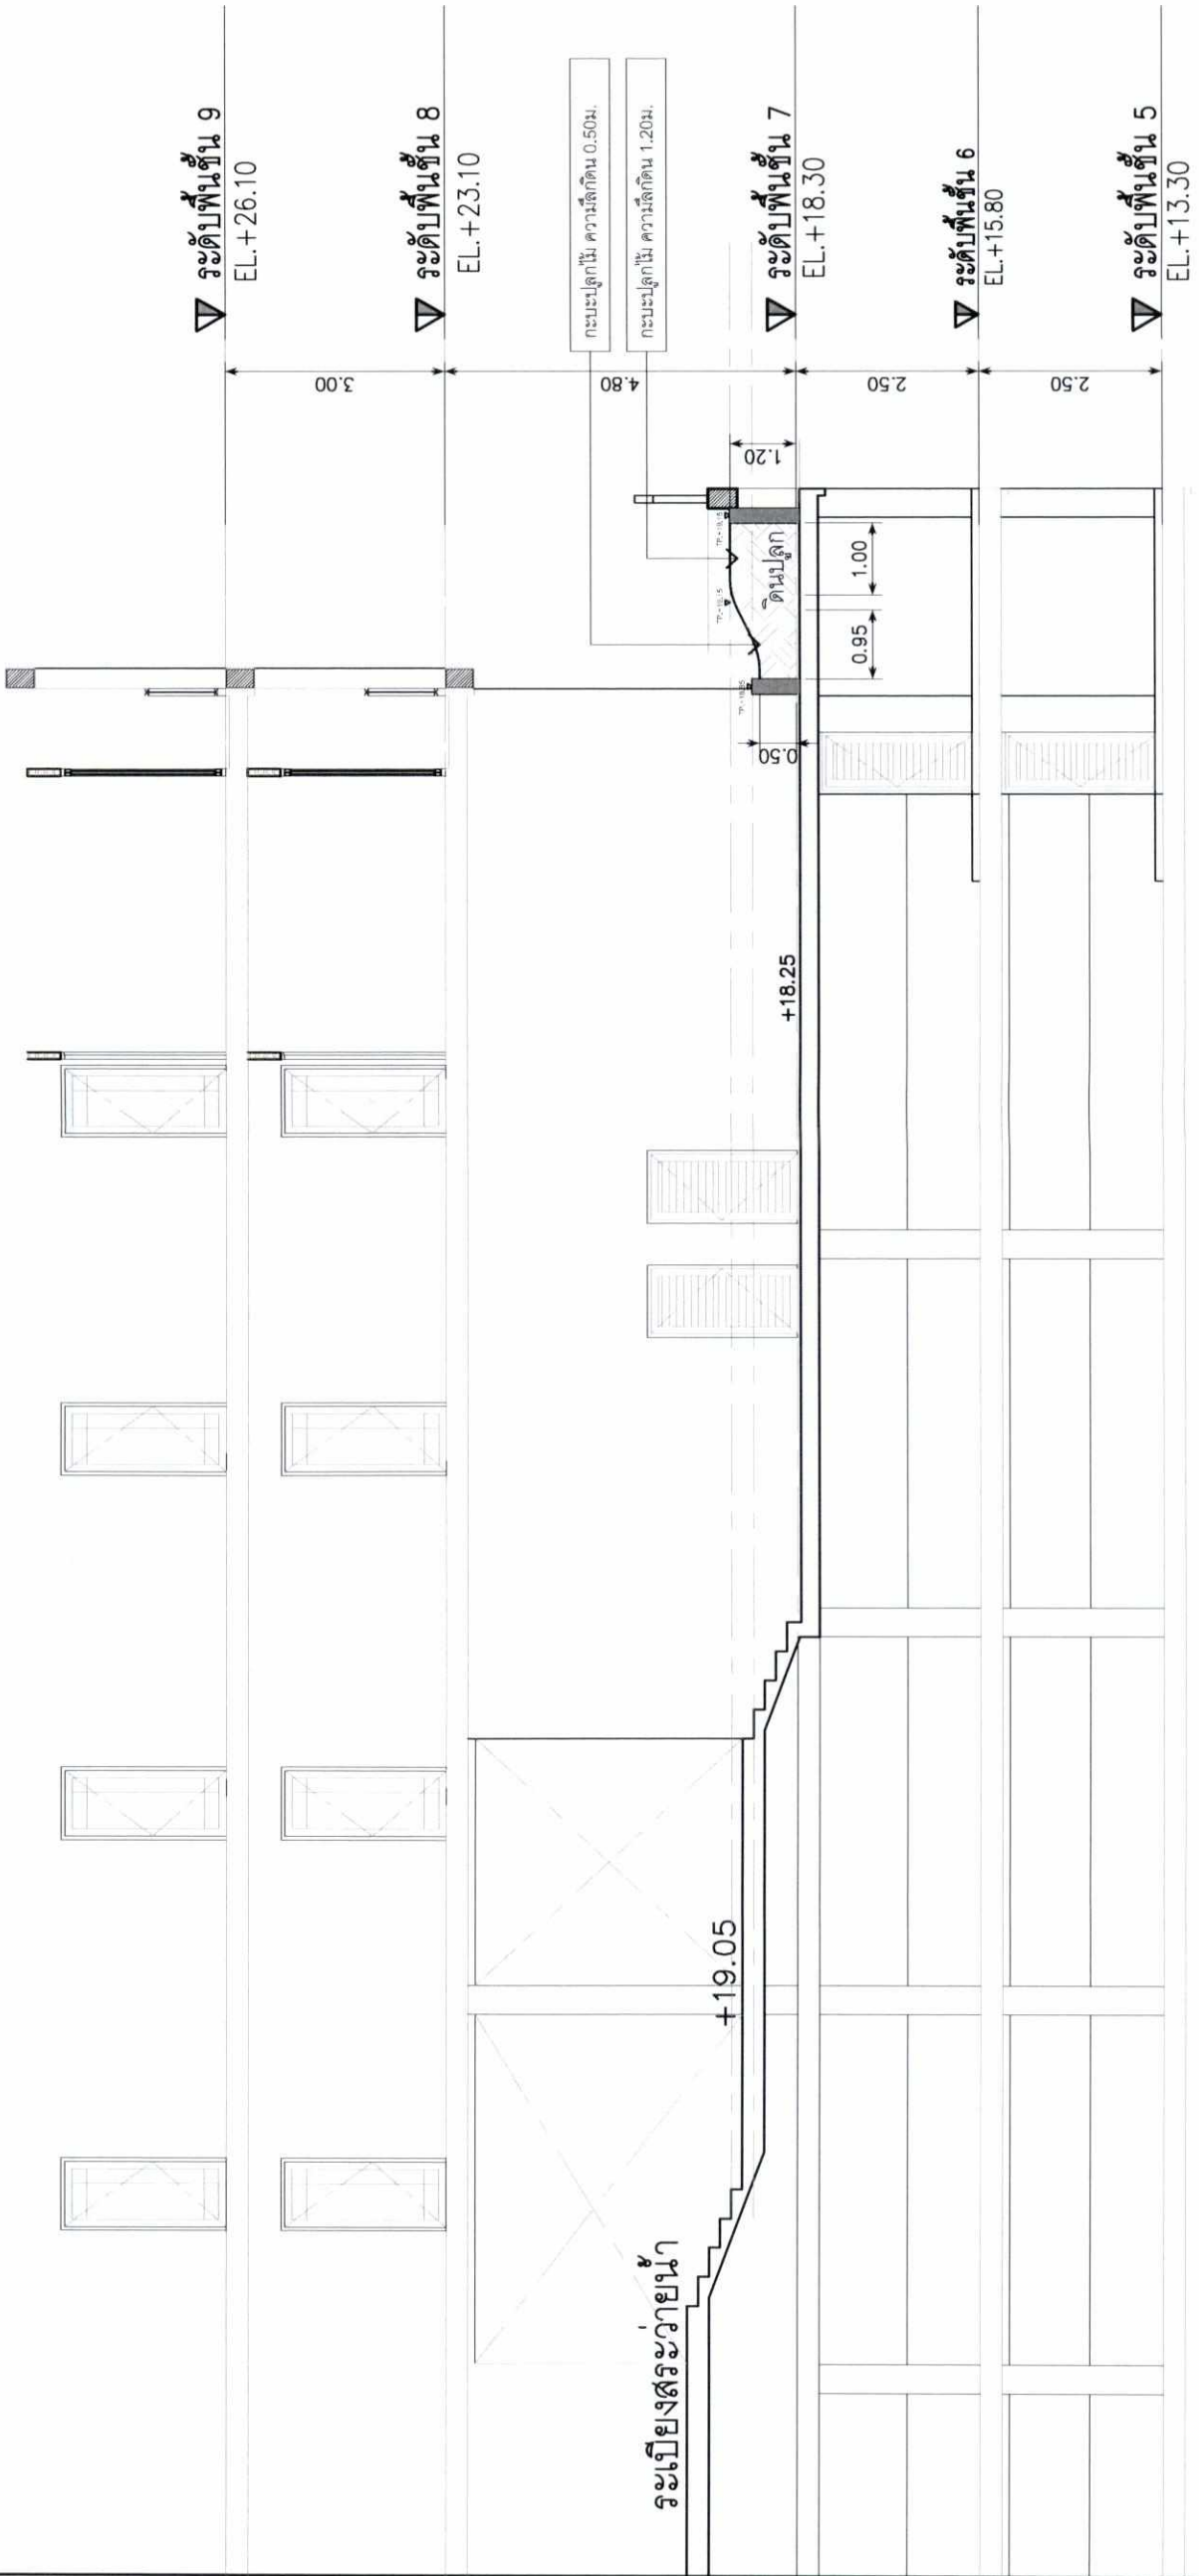 ระดับพื้นชั้น 9
EL.+26.10
3.00
ระดับพื้นชั้น 8
EL.+23.10
กะบะปลูกไม้ ความลึกดิน 0.50ม.
กะบะปลูกไม้ ความลึกดิน 1.20ม.
4.80
ระดับพื้นชั้น 7
EL.+18.30
1.20
ดินปลูก
1.00
0.95
0.50
2.50
ระดับพื้นชั้น 6
EL.+15.80
2.50
ระดับพื้นชั้น 5
EL.+13.30
+18.25
+19.05
ระเบียงสระว่ายน้ำ